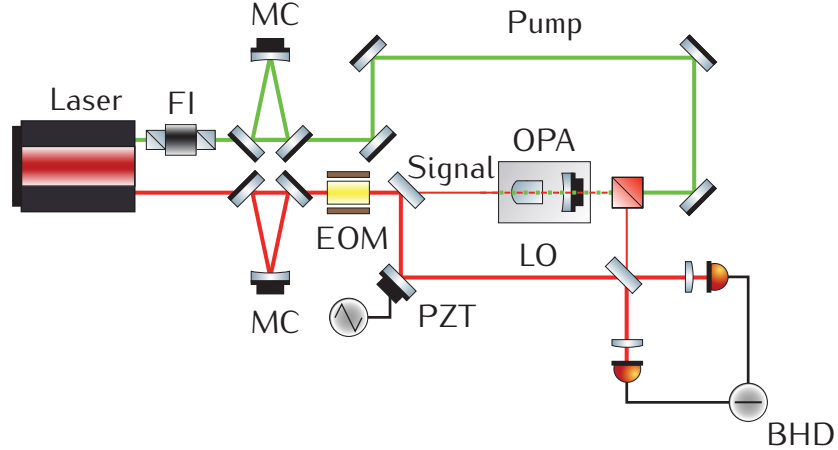 MC
Pump
Laser
FI
OPA
Signal
EOM
LO
MC
PZT
BHD